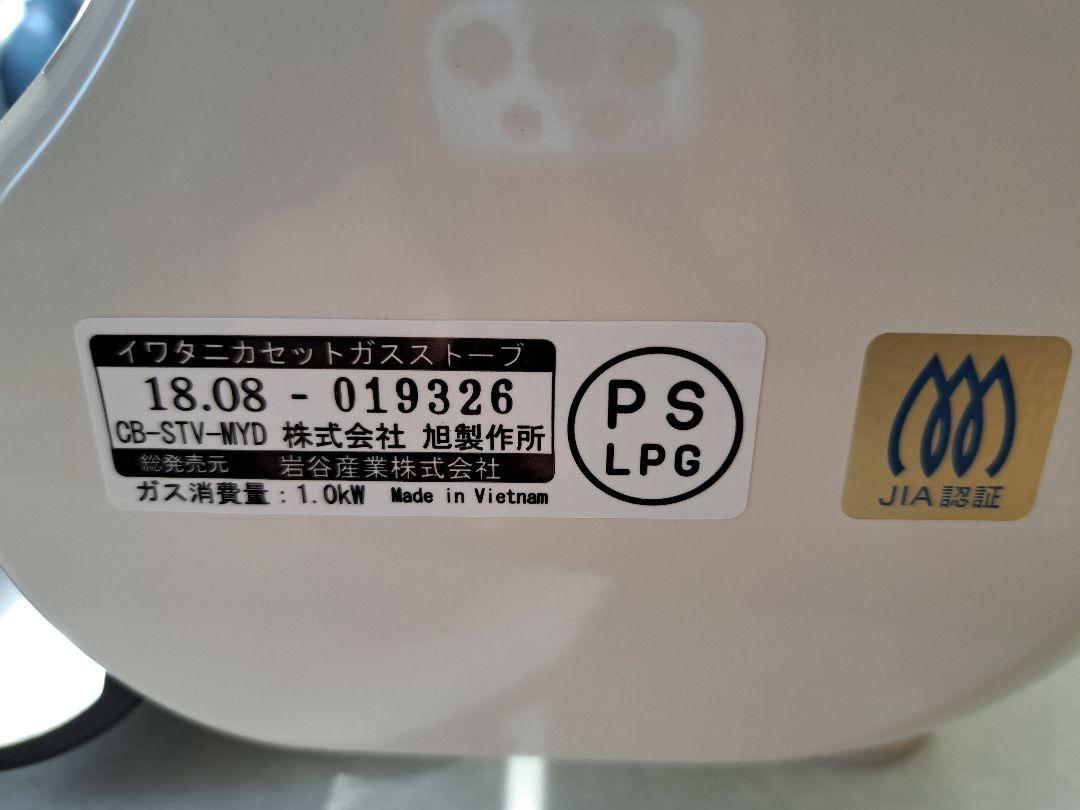 イワタニカセットガスストーブ
18.08 - 019326
CB-STV-MYD 株式会社 旭製作所
総発売元 岩谷産業株式会社
ガス消費量：1.0kW Made in Vietnam
PS
LPG
JIA認証